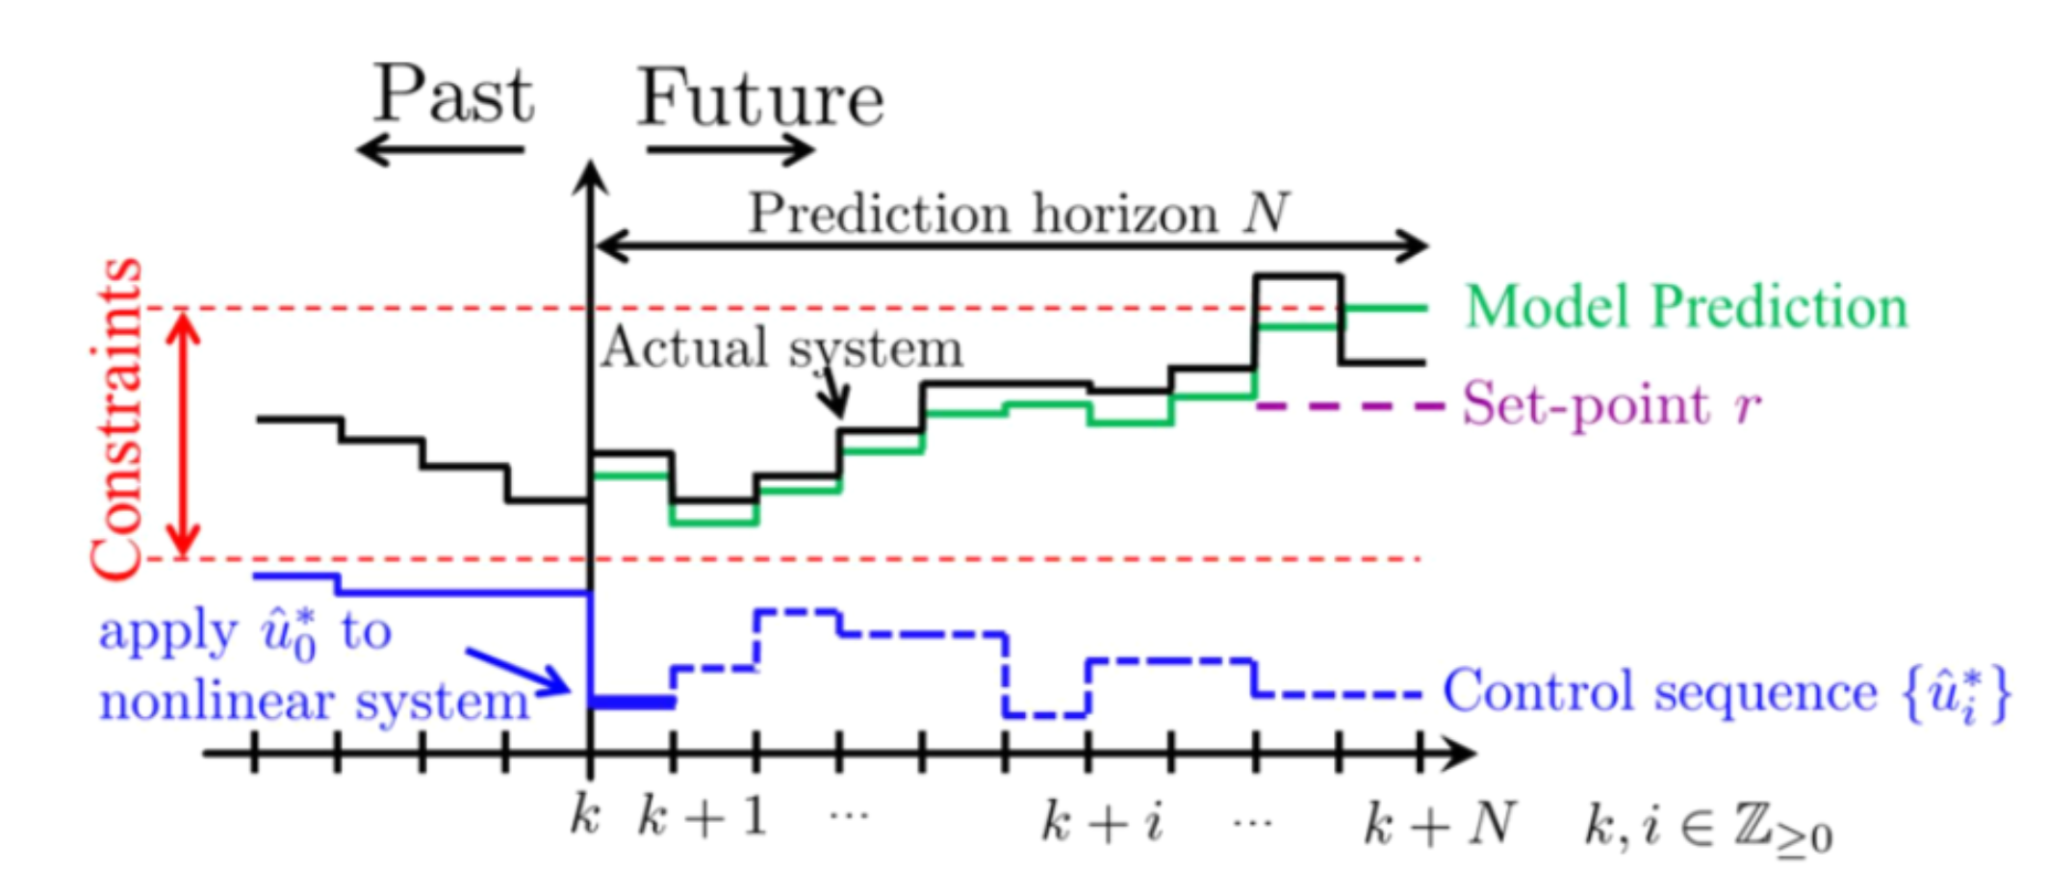 Past
Future
Prediction horizon N
Constraints
Model Prediction
Actual system
Set-point r
apply û₀* to
nonlinear system
Control sequence {ûᵢ*}
k k + 1 ... k + i ... k + N k, i ∈ ℤ≥0